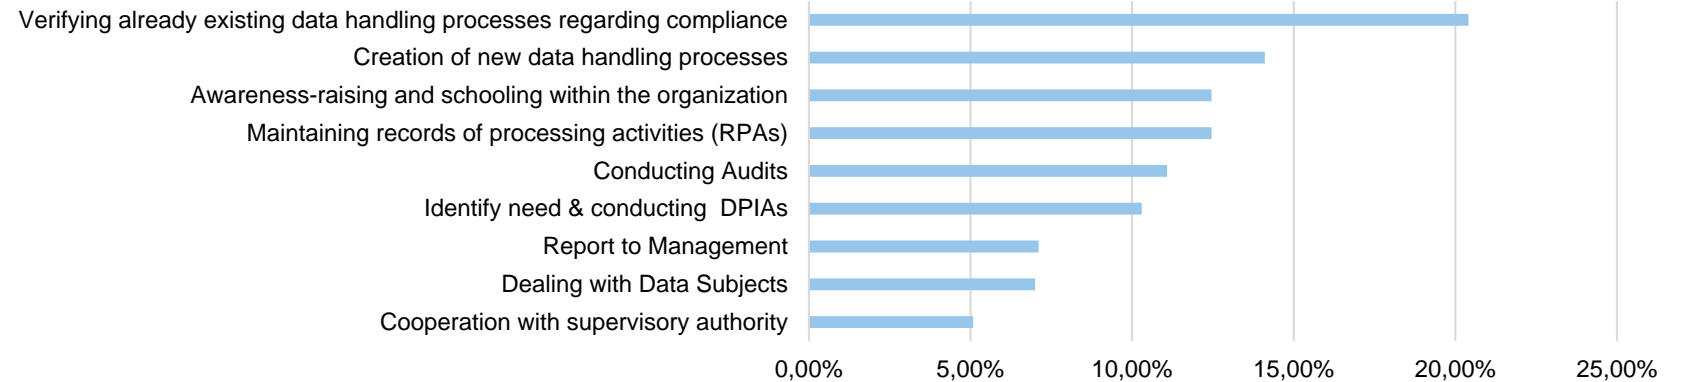 Verifying already existing data handling processes regarding compliance
Creation of new data handling processes
Awareness-raising and schooling within the organization
Maintaining records of processing activities (RPAs)
Conducting Audits
Identify need & conducting  DPIAs
Report to Management
Dealing with Data Subjects
Cooperation with supervisory authority
0,00% 5,00% 10,00% 15,00% 20,00% 25,00%